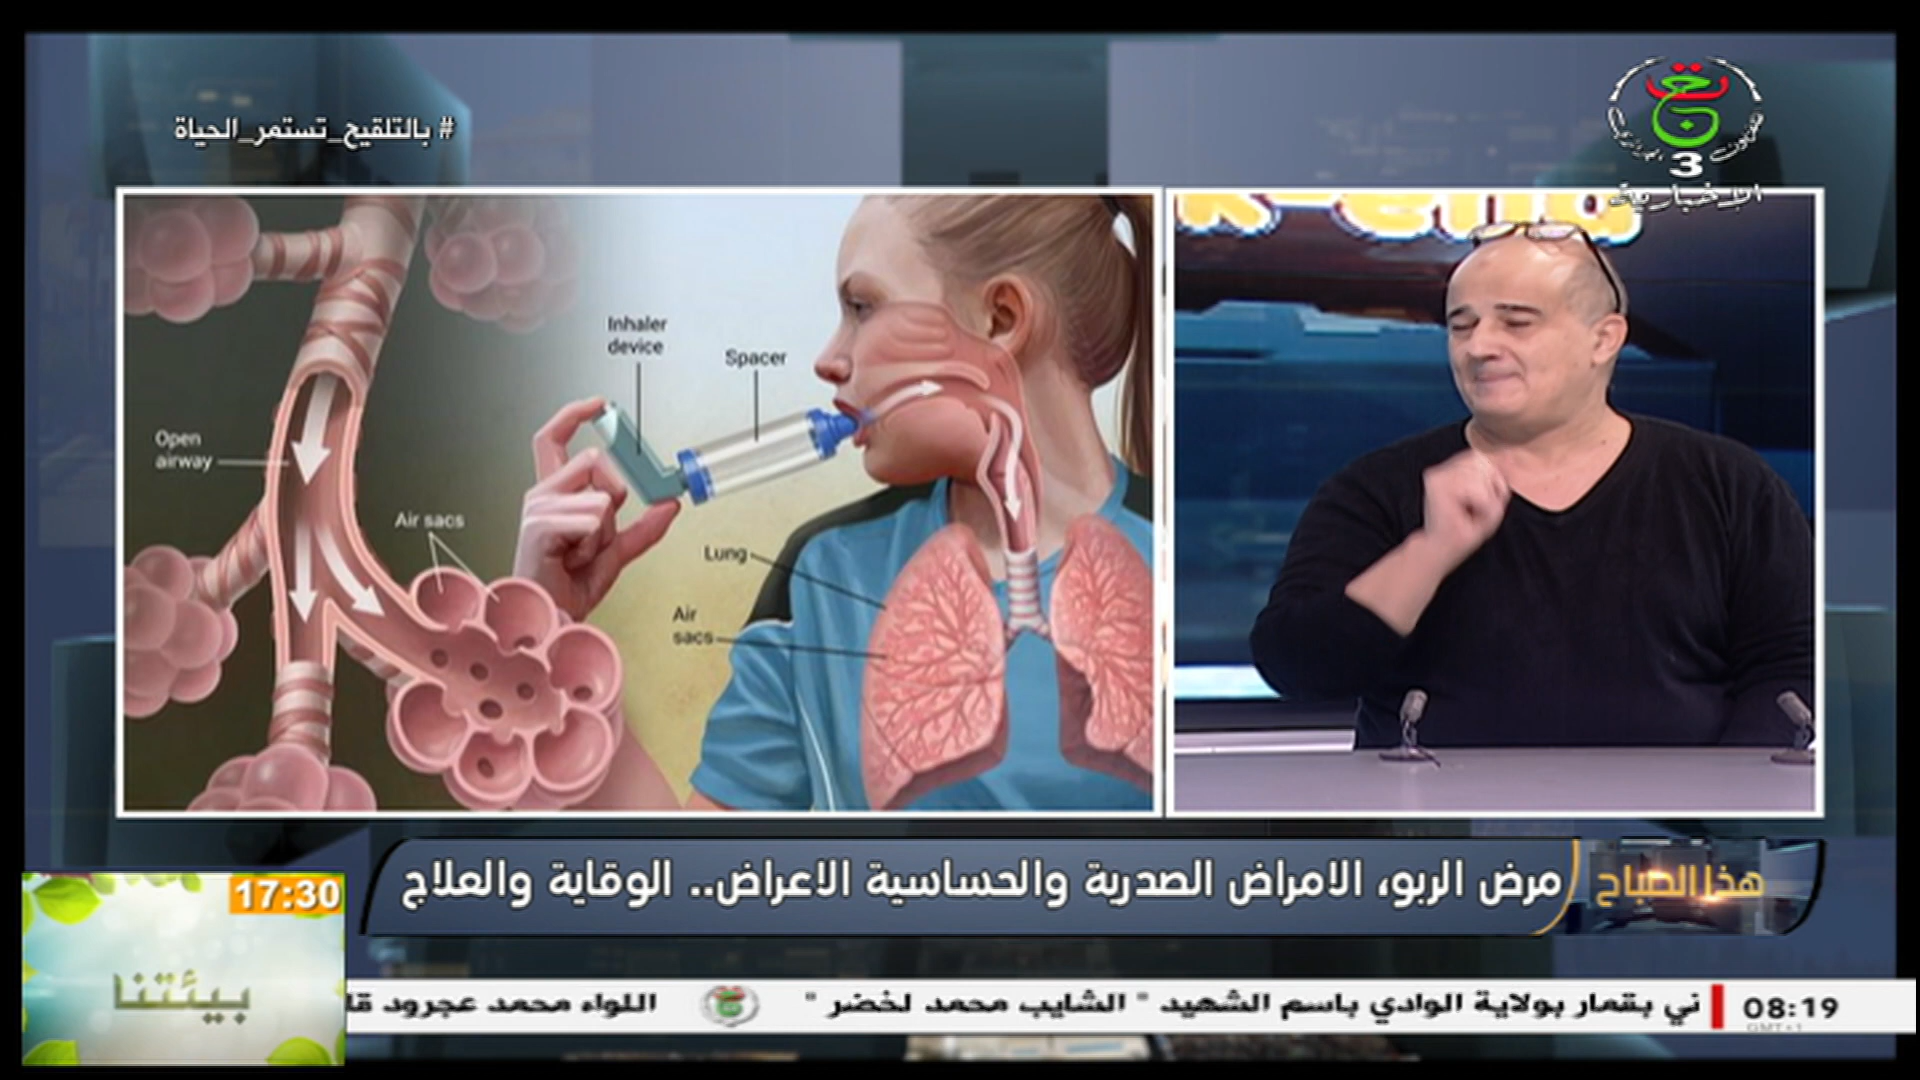 # بالتلقيح_تستمر_الحياة
3
الإخبارية
Inhaler
device
Spacer
Open
airway
Air sacs
Lung
Air
sacs
هذا الصباح
مرض الربو، الامراض الصدرية والحساسية الاعراض.. الوقاية والعلاج
17:30
بيئتنا
08:19
GMT+1
ني بقمار بولاية الوادي باسم الشهيد " الشايب محمد لخضر "
اللواء محمد عجرود قا